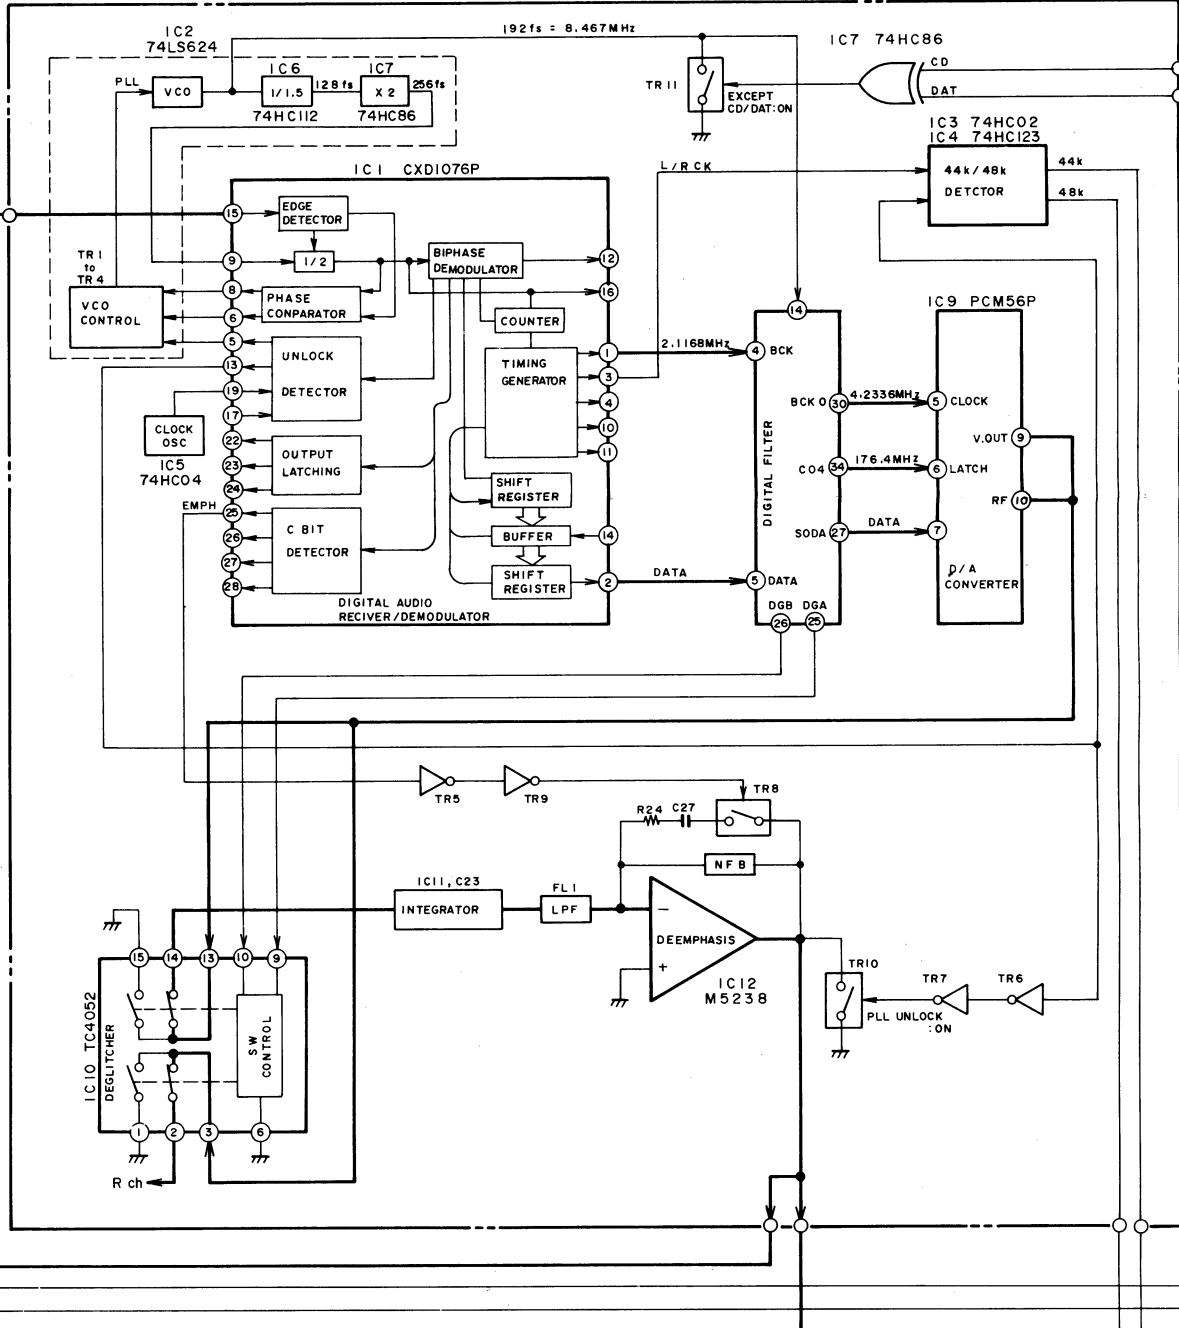 192fs = 8.467MHz
IC2
74LS624
IC7 74HC86
PLL
VCO
IC6
1/1.5
74HC112
128fs
IC7
X 2
74HC86
256fs
TR11
EXCEPT
CD/DAT:ON
CD
DAT
IC3 74HC02
IC4 74HC123
44k/48k
DETCTOR
44k
48k
L/R CK
IC1 CXD1076P
15
EDGE
DETECTOR
9
1/2
BIPHASE
DEMODULATOR
12
TR1
to
TR4
VCO
CONTROL
8
6
PHASE
CONPARATOR
16
COUNTER
5
13
19
17
UNLOCK
DETECTOR
TIMING
GENERATOR
1
3
4
10
11
2.1168MHz
CLOCK
OSC
IC5
74HC04
22
23
24
OUTPUT
LATCHING
SHIFT
REGISTER
EMPH
25
26
27
28
C BIT
DETECTOR
BUFFER
14
SHIFT
REGISTER
2
DATA
DIGITAL AUDIO
RECIVER/DEMODULATOR
14
4
BCK
DIGITAL FILTER
BCK O
30
4.2336MHz
CO4
34
176.4MHz
SODA
27
DATA
5
DATA
DGB
DGA
26
25
IC9 PCM56P
5
CLOCK
V.OUT
9
6
LATCH
RF
10
7
D/A
CONVERTER
TR5
TR9
TR8
R24
C27
NFB
IC11, C23
INTEGRATOR
FL1
LPF
−
DEEMPHASIS
+
IC12
M5238
TR10
PLL UNLOCK
:ON
TR7
TR6
15
14
13
10
9
IC10 TC4052
DEGLITCHER
SW
CONTROL
1
2
3
6
R ch